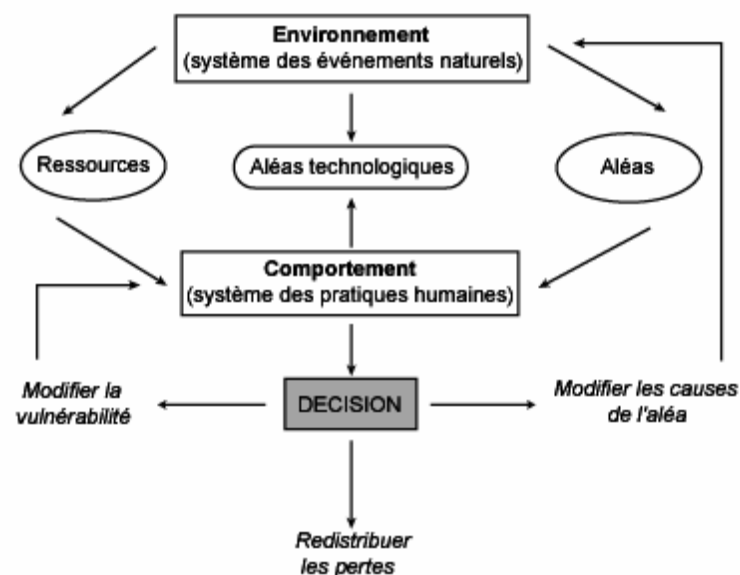 Environnement
(système des événements naturels)
Ressources
Aléas technologiques
Aléas
Comportement
(système des pratiques humaines)
Modifier la
vulnérabilité
DECISION
Modifier les causes
de l'aléa
Redistribuer
les pertes